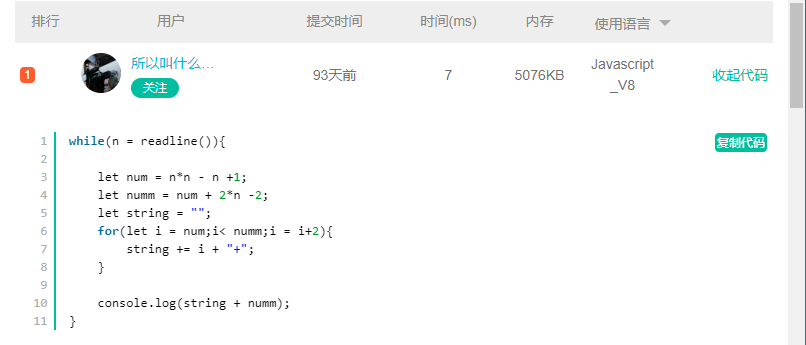 排行 用户 提交时间 时间(ms) 内存 使用语言
1 所以叫什么... 93天前 7 5076KB Javascript_V8 收起代码
关注
复制代码
1 while(n = readline()){
2
3     let num = n*n - n +1;
4     let numm = num + 2*n -2;
5     let string = "";
6     for(let i = num;i< numm;i = i+2){
7         string += i + "+";
8     }
9
10     console.log(string + numm);
11 }